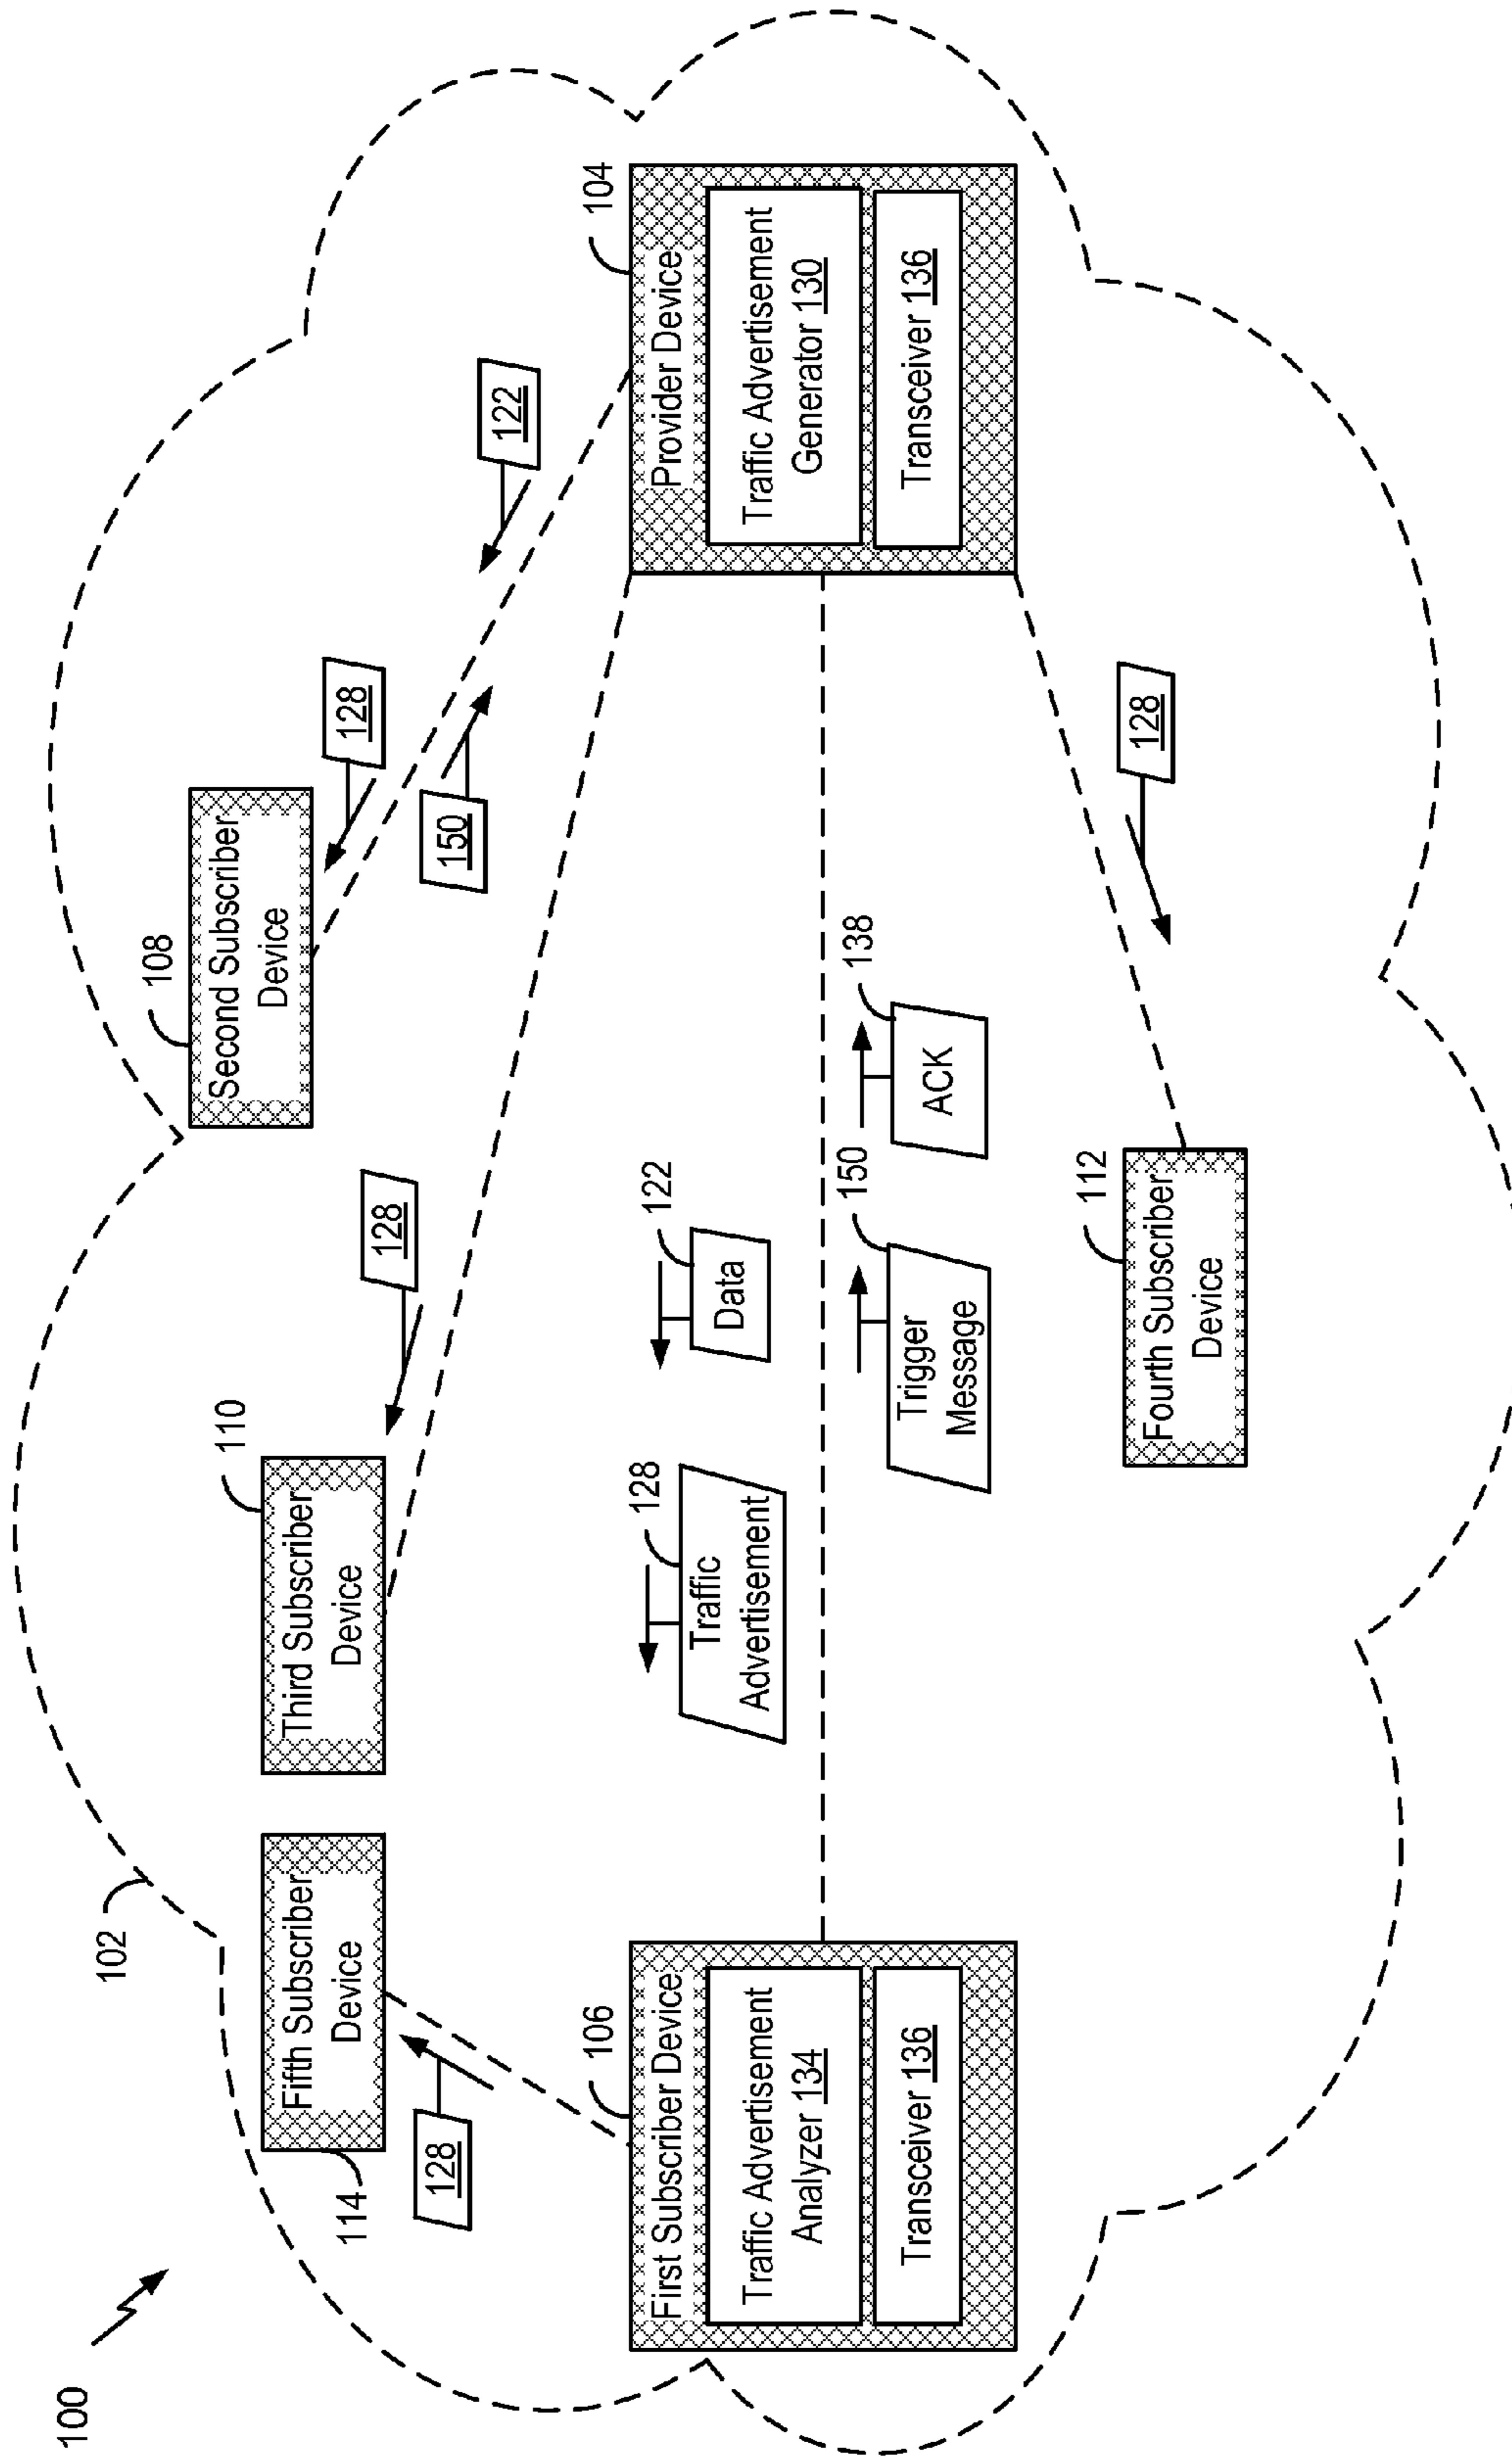 100
102
108
Second Subscriber
Device
104
Provider Device
Traffic Advertisement
Generator 130
Transceiver 136
122
128
150
110
Third Subscriber
Device
128
Fifth Subscriber
Device
114
128
106
First Subscriber Device
Traffic Advertisement
Analyzer 134
Transceiver 136
128
Traffic
Advertisement
122
Data
150
Trigger
Message
138
ACK
128
112
Fourth Subscriber
Device